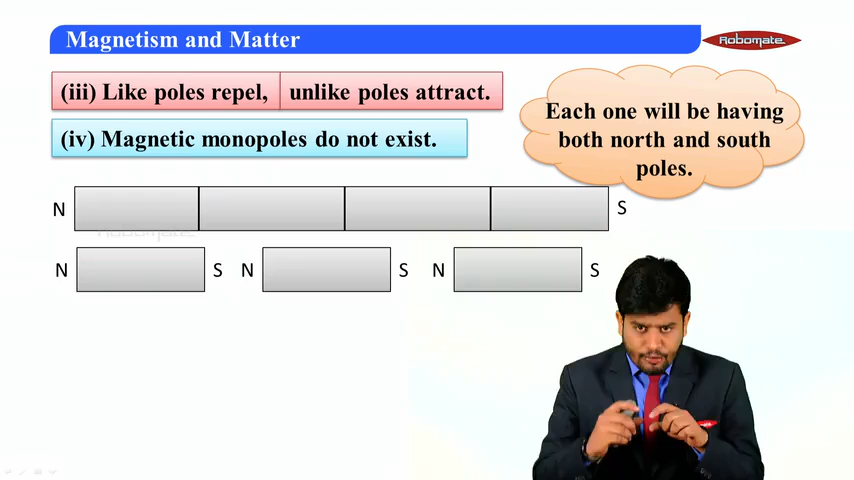 Magnetism and Matter
Robomate
(iii) Like poles repel, unlike poles attract.
(iv) Magnetic monopoles do not exist.
Each one will be having
both north and south
poles.
N S
Robomate
N S N S N S